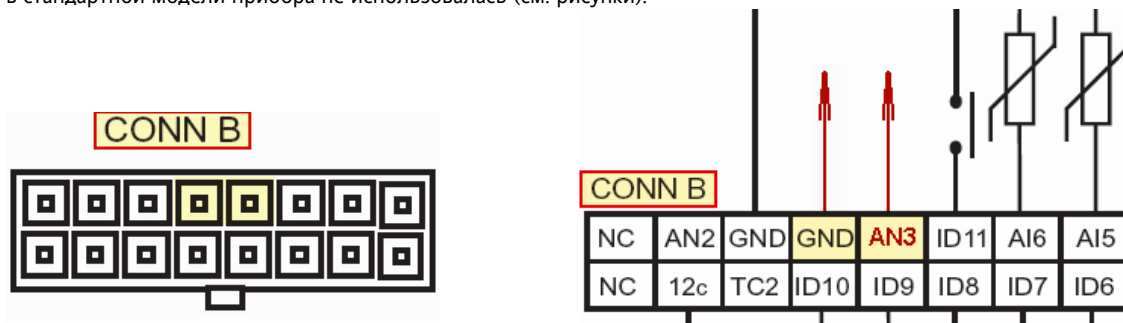 в стандартной модели прибора не использовалась (см. рисунки).
CONN B
CONN B
NC AN2 GND GND AN3 ID11 AI6 AI5
NC 12c TC2 ID10 ID9 ID8 ID7 ID6